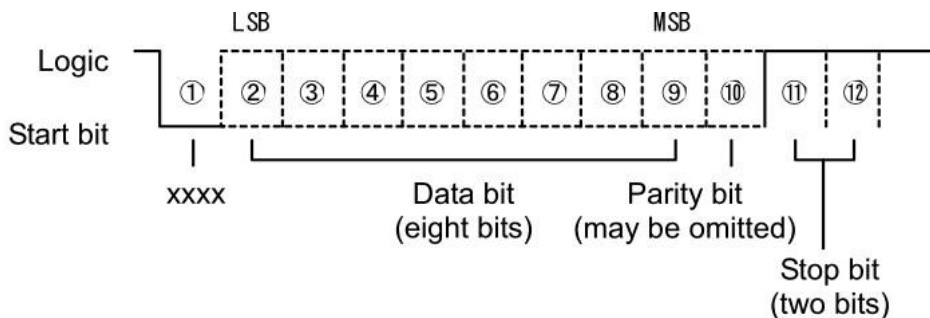 LSB MSB
Logic
① ② ③ ④ ⑤ ⑥ ⑦ ⑧ ⑨ ⑩ ⑪ ⑫
Start bit
xxxx
Data bit
(eight bits)
Parity bit
(may be omitted)
Stop bit
(two bits)